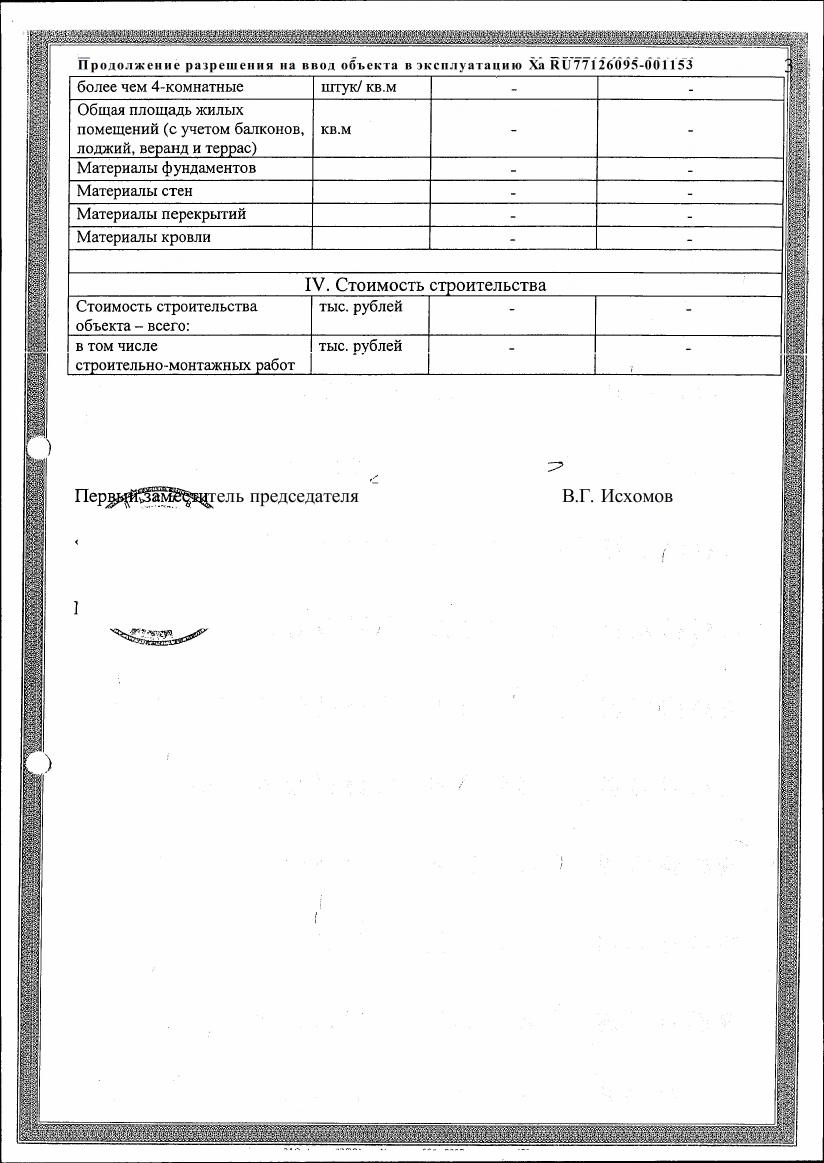 Продолжение разрешения на ввод объекта в эксплуатацию Ха RU77126095-001153
3
более чем 4-комнатные штук/ кв.м - -
Общая площадь жилых
помещений (с учетом балконов, кв.м - -
лоджий, веранд и террас)
Материалы фундаментов - -
Материалы стен - -
Материалы перекрытий - -
Материалы кровли - -
IV. Стоимость строительства
Стоимость строительства тыс. рублей - -
объекта – всего:
в том числе тыс. рублей - -
строительно-монтажных работ
Первый заместитель председателя В.Г. Исхомов